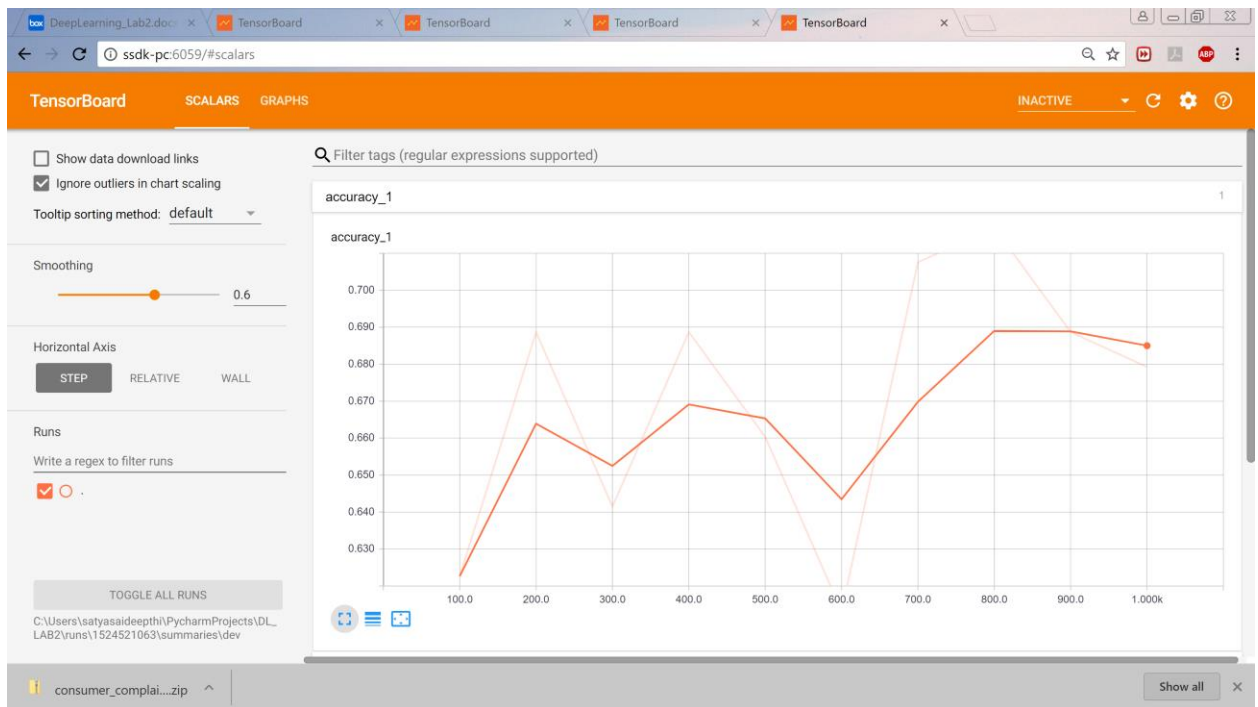 box DeepLearning_Lab2.doc TensorBoard TensorBoard TensorBoard TensorBoard
ssdk-pc:6059/#scalars ABP
TensorBoard SCALARS GRAPHS INACTIVE
Show data download links
Ignore outliers in chart scaling
Tooltip sorting method: default
Smoothing
0.6
Horizontal Axis
STEP RELATIVE WALL
Runs
Write a regex to filter runs
.
TOGGLE ALL RUNS
C:\Users\satyasaideepthi\PycharmProjects\DL_
LAB2\runs\1524521063\summaries\dev
Filter tags (regular expressions supported)
accuracy_1 1
accuracy_1
0.700
0.690
0.680
0.670
0.660
0.650
0.640
0.630
100.0 200.0 300.0 400.0 500.0 600.0 700.0 800.0 900.0 1.000k
consumer_complai....zip Show all